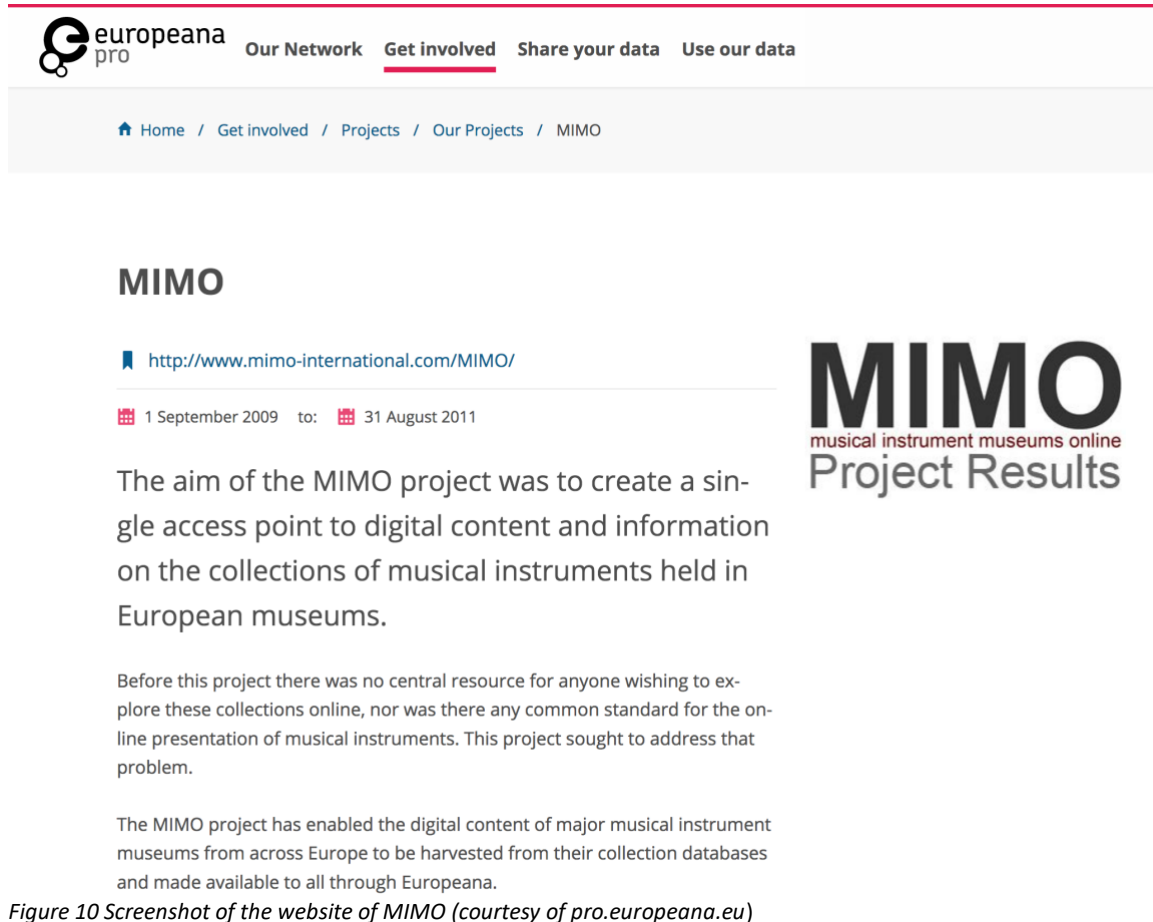 europeana
pro
Our Network Get involved Share your data Use our data
Home / Get involved / Projects / Our Projects / MIMO
MIMO
http://www.mimo-international.com/MIMO/
1 September 2009 to: 31 August 2011
MIMO
musical instrument museums online
Project Results
The aim of the MIMO project was to create a sin-
gle access point to digital content and information
on the collections of musical instruments held in
European museums.
Before this project there was no central resource for anyone wishing to ex-
plore these collections online, nor was there any common standard for the on-
line presentation of musical instruments. This project sought to address that
problem.
The MIMO project has enabled the digital content of major musical instrument
museums from across Europe to be harvested from their collection databases
and made available to all through Europeana.
Figure 10 Screenshot of the website of MIMO (courtesy of pro.europeana.eu)